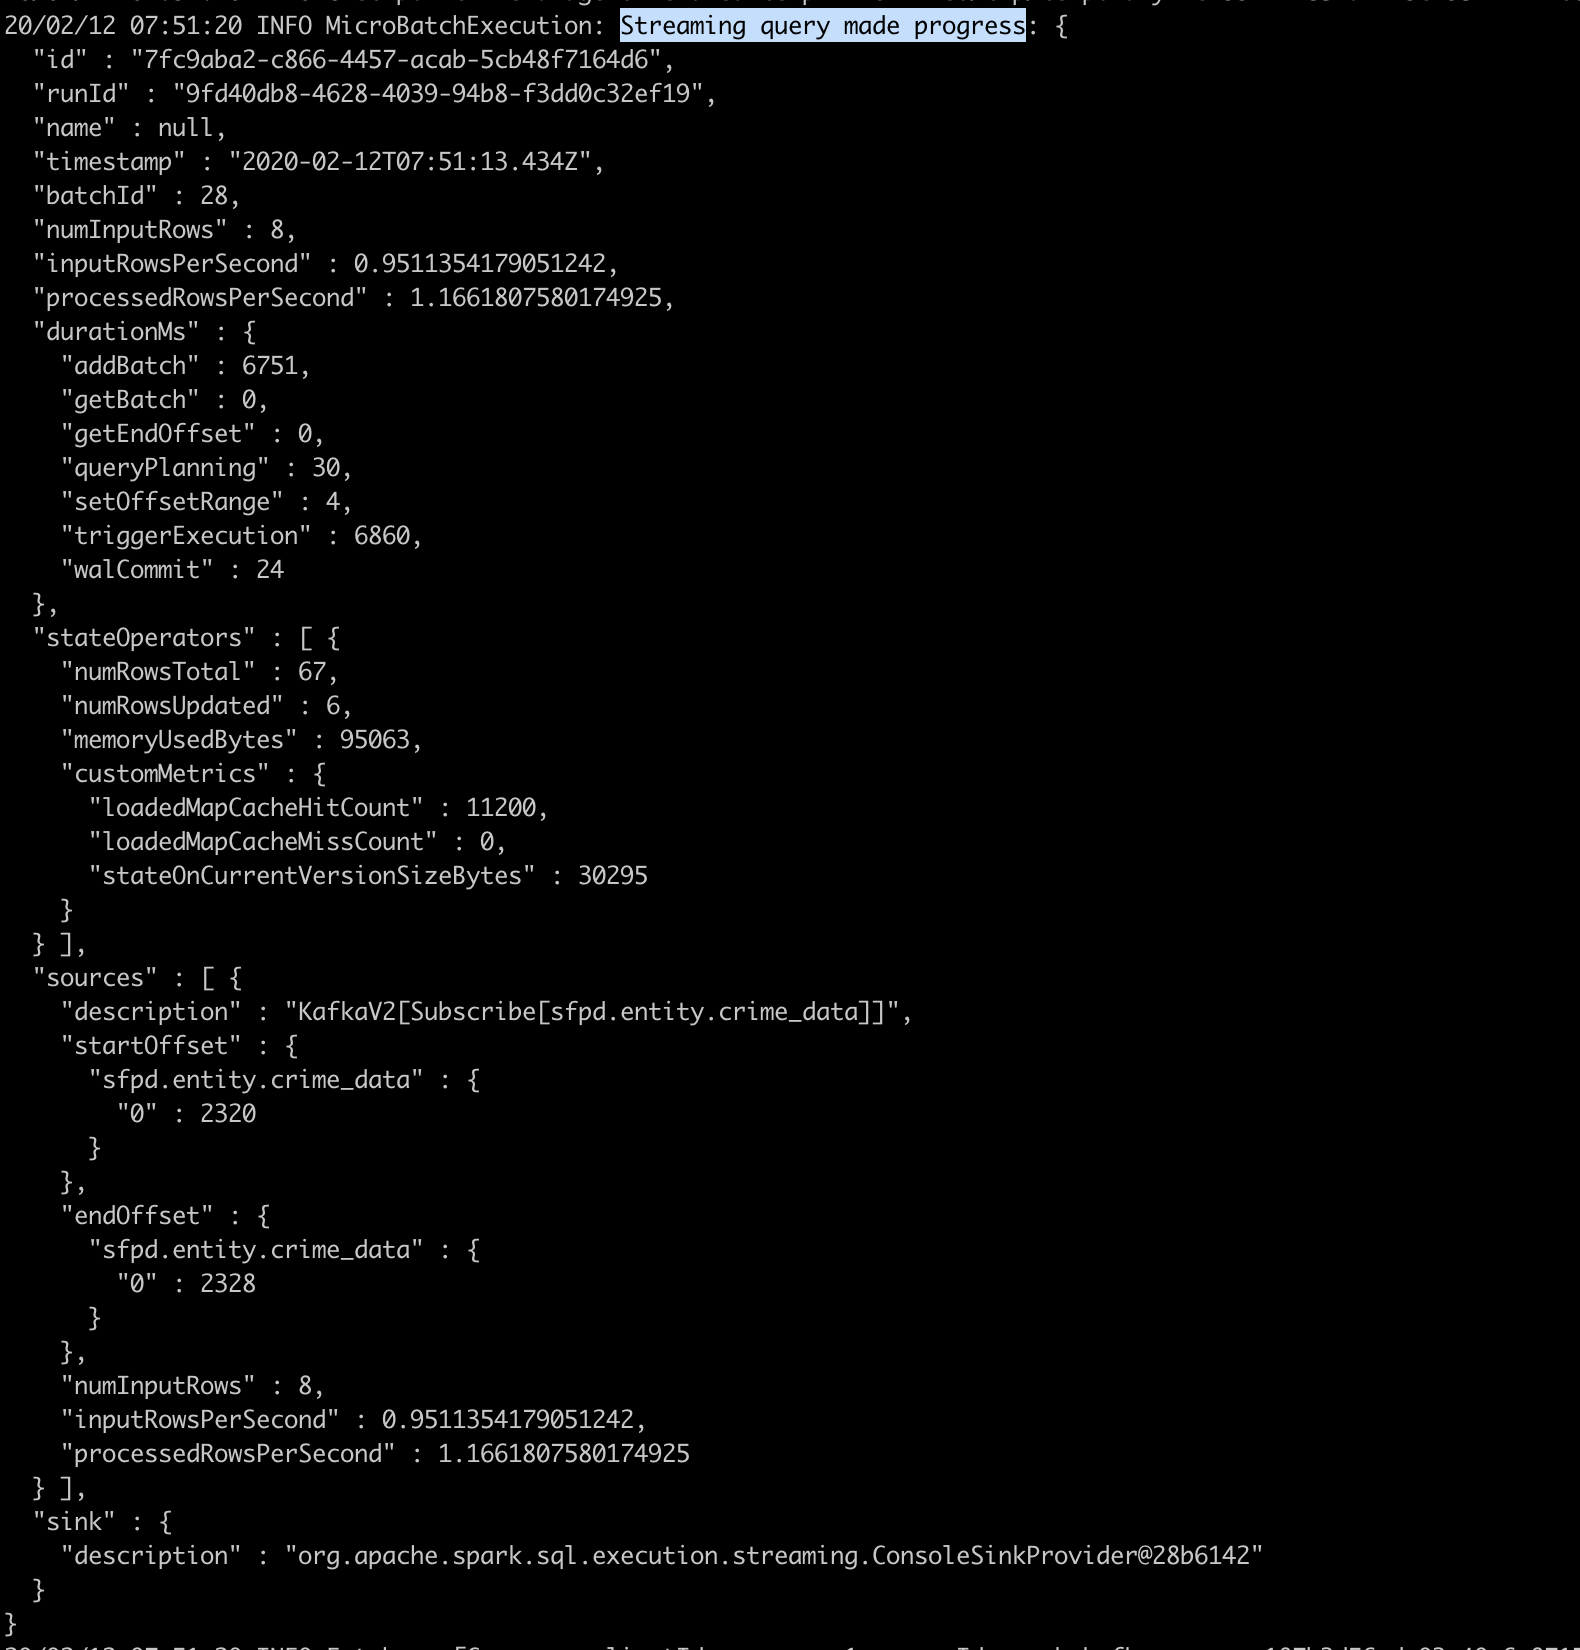 20/02/12 07:51:20 INFO MicroBatchExecution: Streaming query made progress: {
  "id" : "7fc9aba2-c866-4457-acab-5cb48f7164d6",
  "runId" : "9fd40db8-4628-4039-94b8-f3dd0c32ef19",
  "name" : null,
  "timestamp" : "2020-02-12T07:51:13.434Z",
  "batchId" : 28,
  "numInputRows" : 8,
  "inputRowsPerSecond" : 0.9511354179051242,
  "processedRowsPerSecond" : 1.1661807580174925,
  "durationMs" : {
    "addBatch" : 6751,
    "getBatch" : 0,
    "getEndOffset" : 0,
    "queryPlanning" : 30,
    "setOffsetRange" : 4,
    "triggerExecution" : 6860,
    "walCommit" : 24
  },
  "stateOperators" : [ {
    "numRowsTotal" : 67,
    "numRowsUpdated" : 6,
    "memoryUsedBytes" : 95063,
    "customMetrics" : {
      "loadedMapCacheHitCount" : 11200,
      "loadedMapCacheMissCount" : 0,
      "stateOnCurrentVersionSizeBytes" : 30295
    }
  } ],
  "sources" : [ {
    "description" : "KafkaV2[Subscribe[sfpd.entity.crime_data]]",
    "startOffset" : {
      "sfpd.entity.crime_data" : {
        "0" : 2320
      }
    },
    "endOffset" : {
      "sfpd.entity.crime_data" : {
        "0" : 2328
      }
    },
    "numInputRows" : 8,
    "inputRowsPerSecond" : 0.9511354179051242,
    "processedRowsPerSecond" : 1.1661807580174925
  } ],
  "sink" : {
    "description" : "org.apache.spark.sql.execution.streaming.ConsoleSinkProvider@28b6142"
  }
}